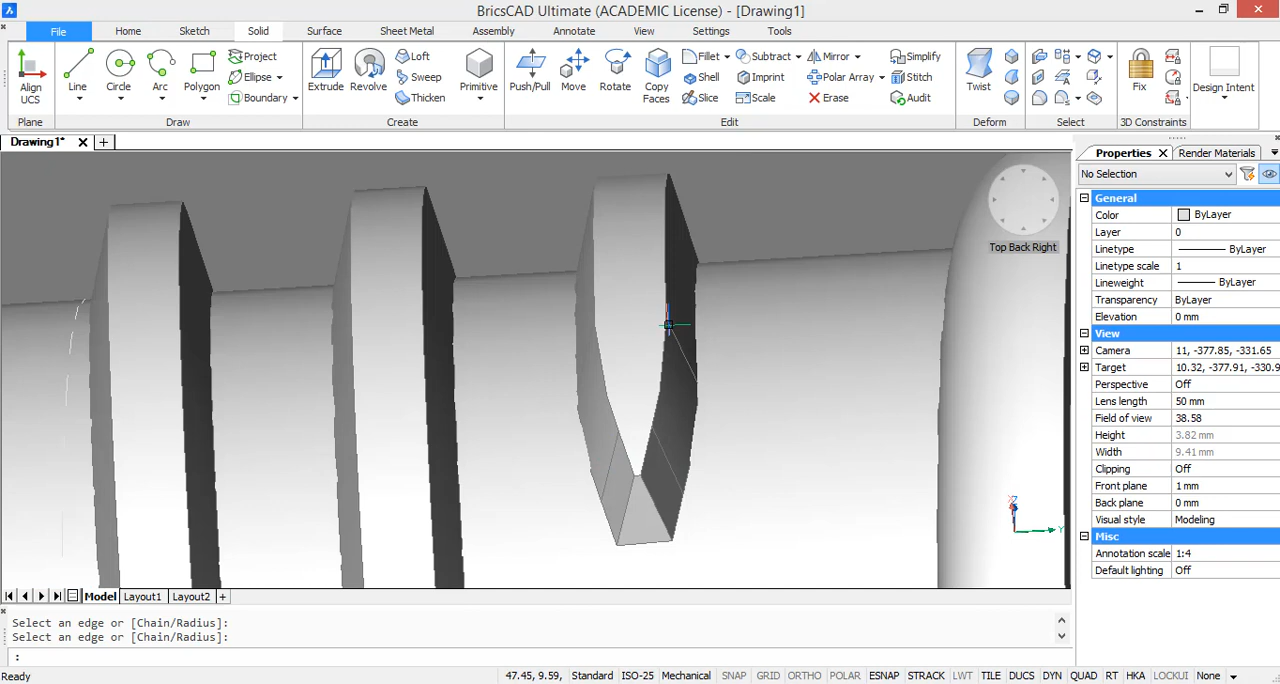 BricsCAD Ultimate (ACADEMIC License) - [Drawing1]
File Home Sketch Solid Surface Sheet Metal Assembly Annotate View Settings Tools
Align UCS
Line Circle Arc Polygon
Project
Ellipse
Boundary
Extrude Revolve
Loft
Sweep
Thicken
Primitive
Push/Pull Move Rotate Copy Faces
Fillet Subtract Mirror Simplify
Shell Imprint Polar Array Stitch
Slice Scale Erase Audit
Twist
Fix
Design Intent
Plane Draw Create Edit Deform Select 3D Constraints
Drawing1*
Properties Render Materials
No Selection
General
Color ByLayer
Layer 0
Linetype ByLayer
Linetype scale 1
Lineweight ByLayer
Transparency ByLayer
Elevation 0 mm
View
Camera 11, -377.85, -331.65
Target 10.32, -377.91, -330.9
Perspective Off
Lens length 50 mm
Field of view 38.58
Height 3.82 mm
Width 9.41 mm
Clipping Off
Front plane 1 mm
Back plane 0 mm
Visual style Modeling
Misc
Annotation scale 1:4
Default lighting Off
Top Back Right
Z
X
Y
Model Layout1 Layout2
Select an edge or [Chain/Radius]:
Select an edge or [Chain/Radius]:
:
Ready 47.45, 9.59, Standard ISO-25 Mechanical SNAP GRID ORTHO POLAR ESNAP STRACK LWT TILE DUCS DYN QUAD RT HKA LOCKUI None